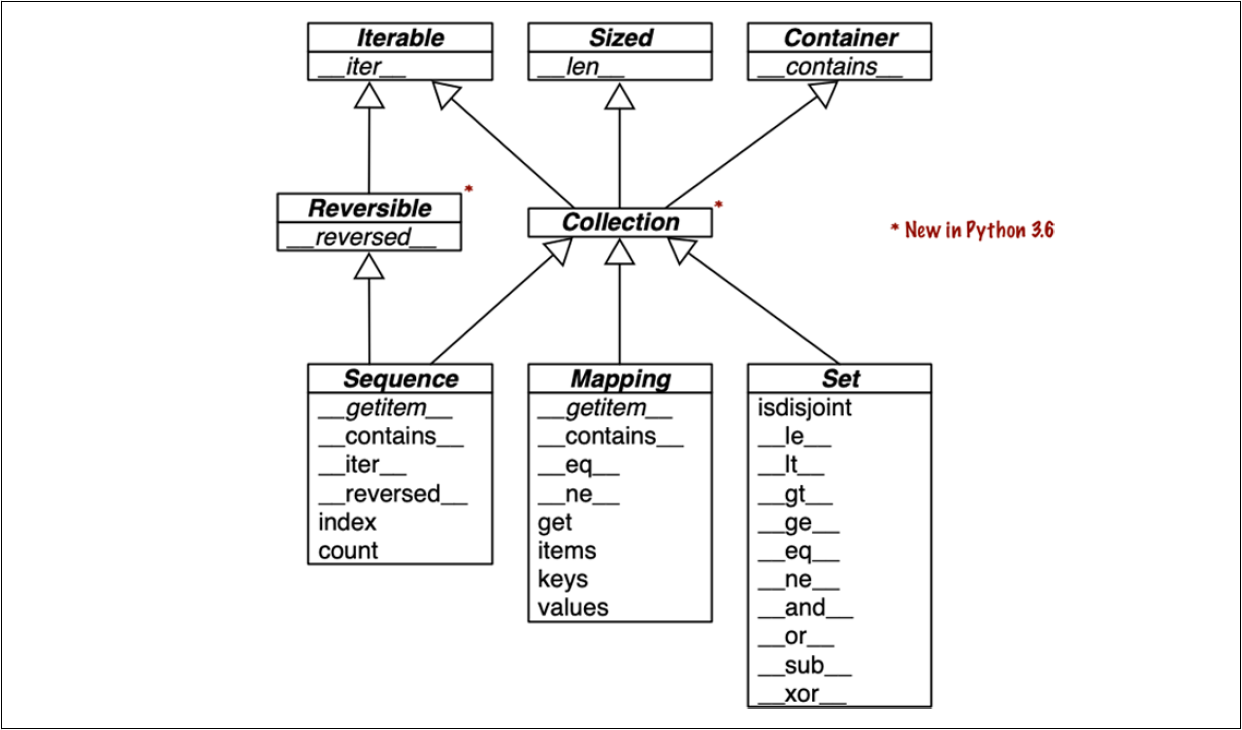 Iterable
__iter__
Sized
__len__
Container
__contains__
Reversible
*
__reversed__
Collection
*
* New in Python 3.6
Sequence
__getitem__
__contains__
__iter__
__reversed__
index
count
Mapping
__getitem__
__contains__
__eq__
__ne__
get
items
keys
values
Set
isdisjoint
__le__
__lt__
__gt__
__ge__
__eq__
__ne__
__and__
__or__
__sub__
__xor__